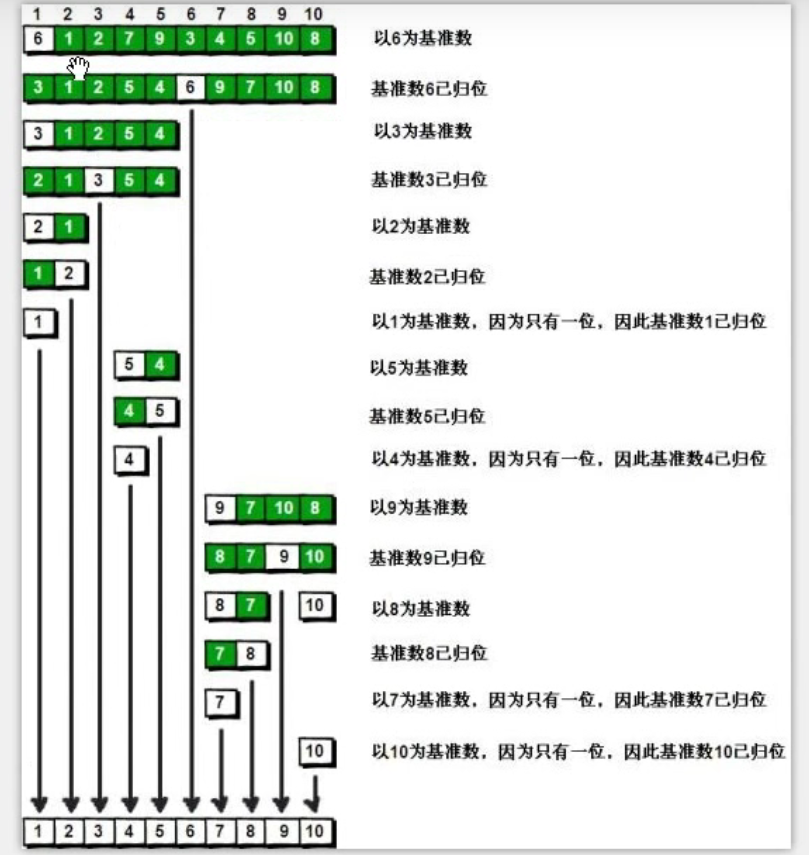 1 2 3 4 5 6 7 8 9 10
6 1 2 7 9 3 4 5 10 8 以6为基准数
3 1 2 5 4 6 9 7 10 8 基准数6已归位
3 1 2 5 4 以3为基准数
2 1 3 5 4 基准数3已归位
2 1 以2为基准数
1 2 基准数2已归位
1 以1为基准数，因为只有一位，因此基准数1已归位
5 4 以5为基准数
4 5 基准数5已归位
4 以4为基准数，因为只有一位，因此基准数4已归位
9 7 10 8 以9为基准数
8 7 9 10 基准数9已归位
8 7 10 以8为基准数
7 8 基准数8已归位
7 以7为基准数，因为只有一位，因此基准数7已归位
10 以10为基准数，因为只有一位，因此基准数10已归位
1 2 3 4 5 6 7 8 9 10